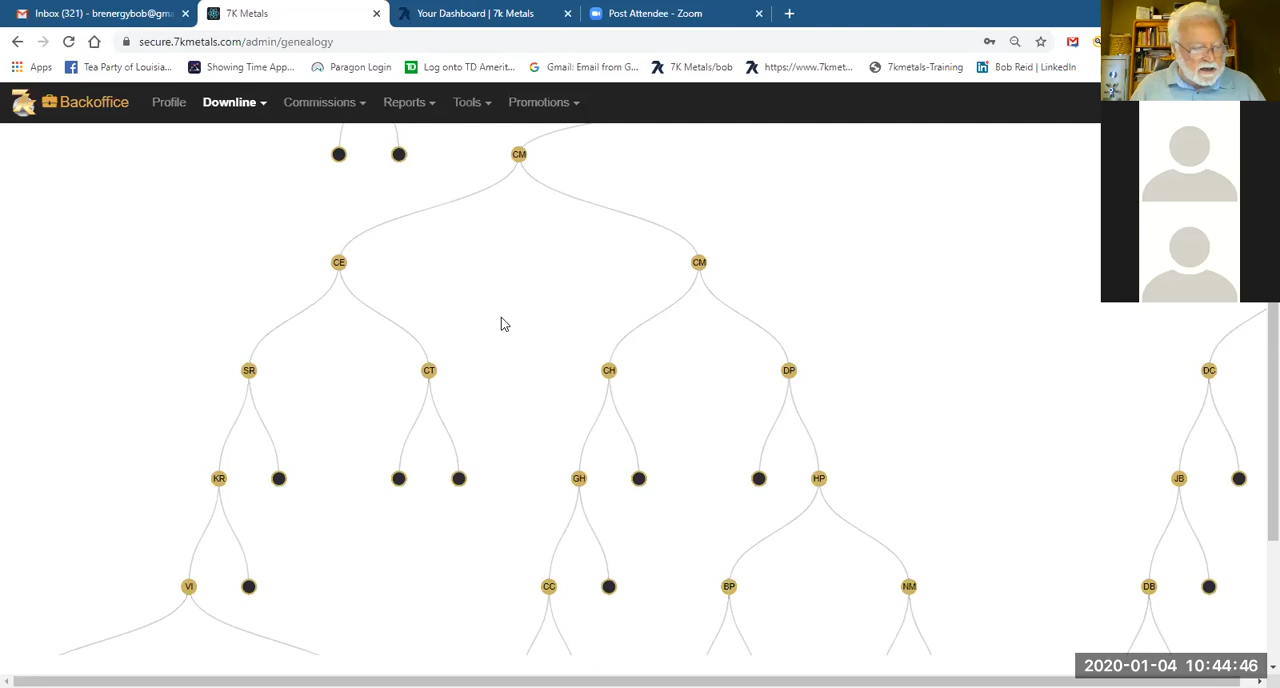 Inbox (321) - brenergybob@gma
7K Metals
Your Dashboard | 7k Metals
Post Attendee - Zoom
secure.7kmetals.com/admin/genealogy
Apps
Tea Party of Louisia...
Showing Time App...
Paragon Login
Log onto TD Amerit...
Gmail: Email from G...
7K Metals/bob
https://www.7kmet...
7kmetals-Training
Bob Reid | LinkedIn
Backoffice
Profile
Downline
Commissions
Reports
Tools
Promotions
CM
CE
CM
SR
CT
CH
DP
DC
KR
GH
HP
JB
VI
CC
BP
NM
DB
2020-01-04 10:44:46